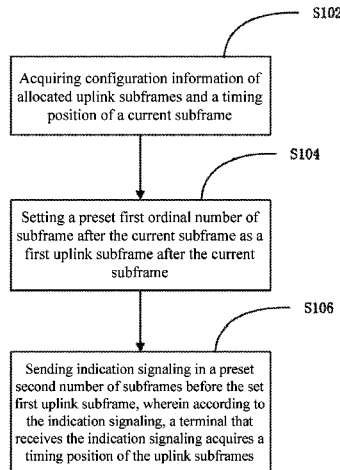 S102
Acquiring configuration information of
allocated uplink subframes and a timing
position of a current subframe
S104
Setting a preset first ordinal number of
subframe after the current subframe as a
first uplink subframe after the current
subframe
S106
Sending indication signaling in a preset
second number of subframes before the set
first uplink subframe, wherein according to
the indication signaling, a terminal that
receives the indication signaling acquires a
timing position of the uplink subframes